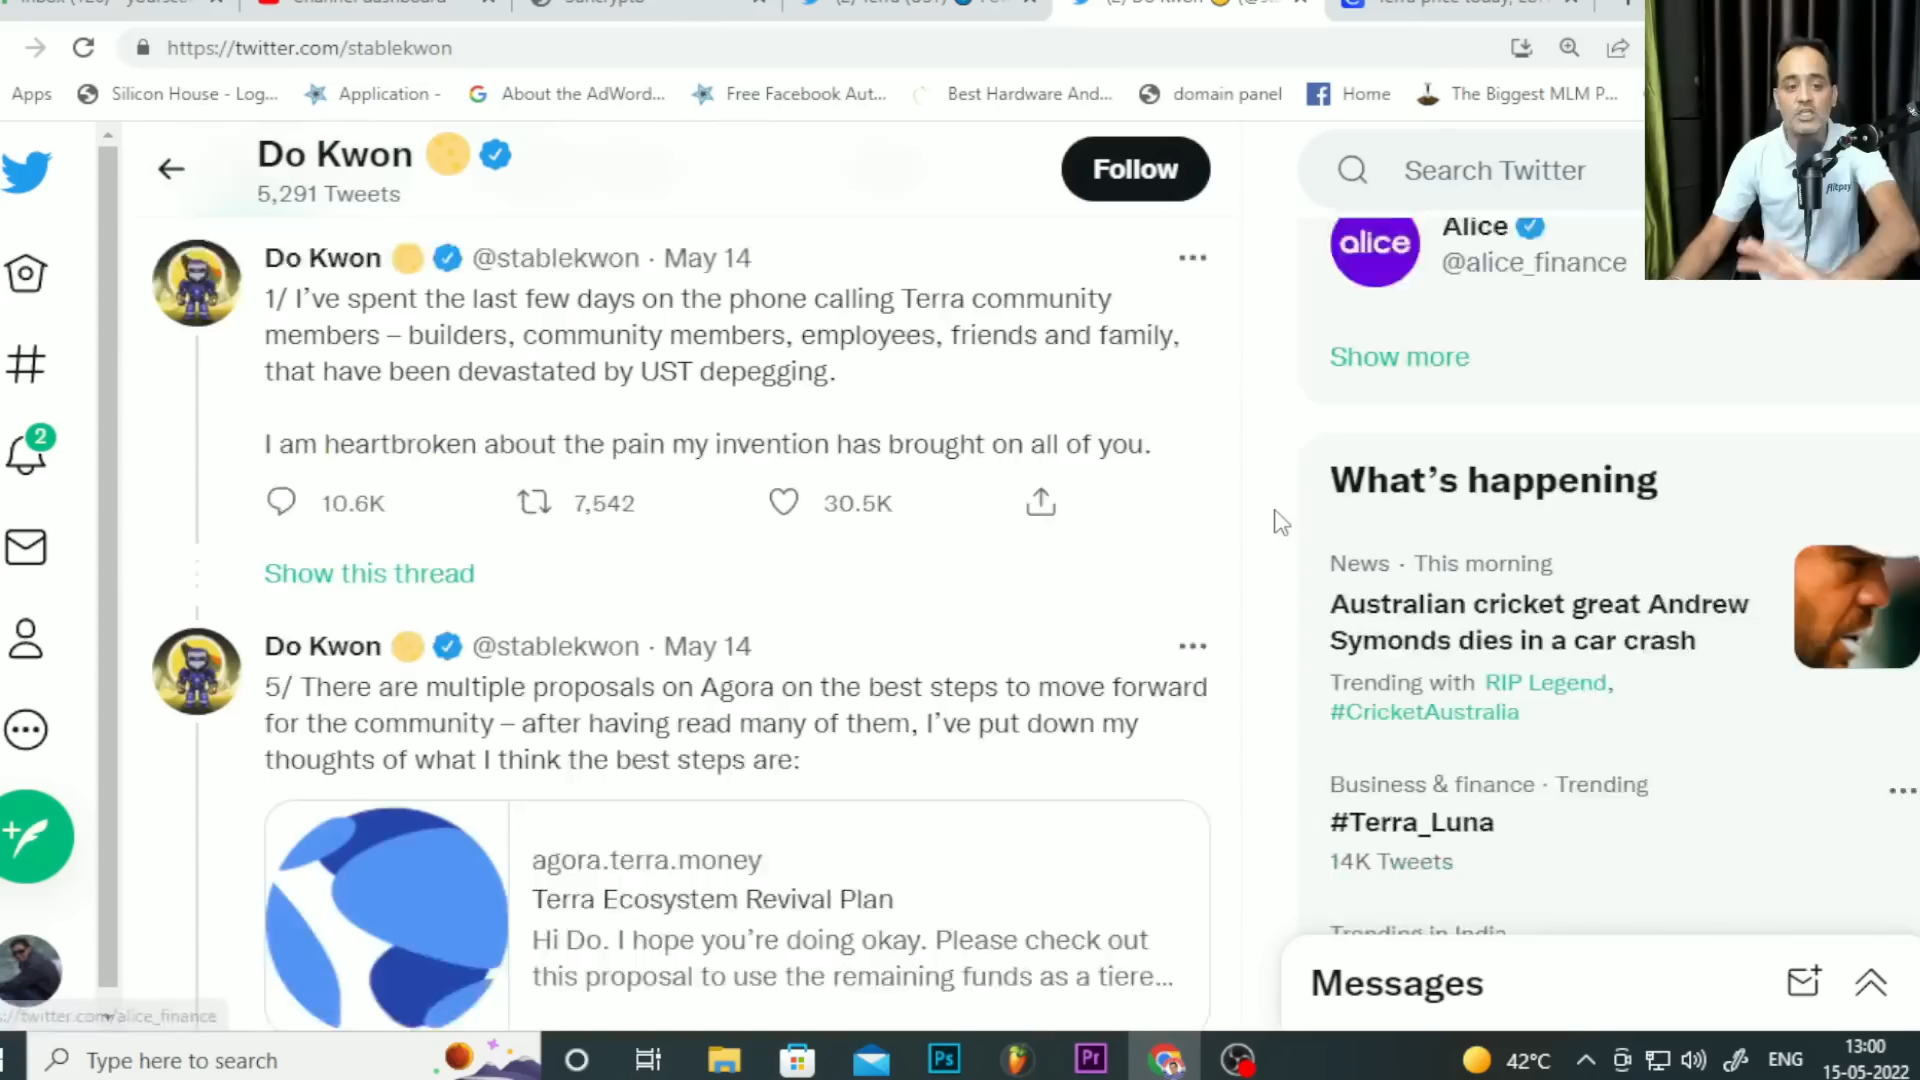 https://twitter.com/stablekwon
Apps
Silicon House - Log...
Application -
About the AdWord...
Free Facebook Aut...
Best Hardware And...
domain panel
Home
The Biggest MLM P...
Do Kwon
5,291 Tweets
Follow
Search Twitter
Do Kwon @stablekwon · May 14
1/ I've spent the last few days on the phone calling Terra community
members – builders, community members, employees, friends and family,
that have been devastated by UST depegging.
I am heartbroken about the pain my invention has brought on all of you.
10.6K
7,542
30.5K
Show this thread
Do Kwon @stablekwon · May 14
5/ There are multiple proposals on Agora on the best steps to move forward
for the community – after having read many of them, I've put down my
thoughts of what I think the best steps are:
agora.terra.money
Terra Ecosystem Revival Plan
Hi Do. I hope you're doing okay. Please check out
this proposal to use the remaining funds as a tiere...
2
alice
Alice
@alice_finance
Show more
What's happening
News · This morning
Australian cricket great Andrew
Symonds dies in a car crash
Trending with RIP Legend,
#CricketAustralia
Business & finance · Trending
#Terra_Luna
14K Tweets
Trending in India
Messages
://twitter.com/alice_finance
Type here to search
Ps
Pr
42°C
ENG
13:00
15-05-2022